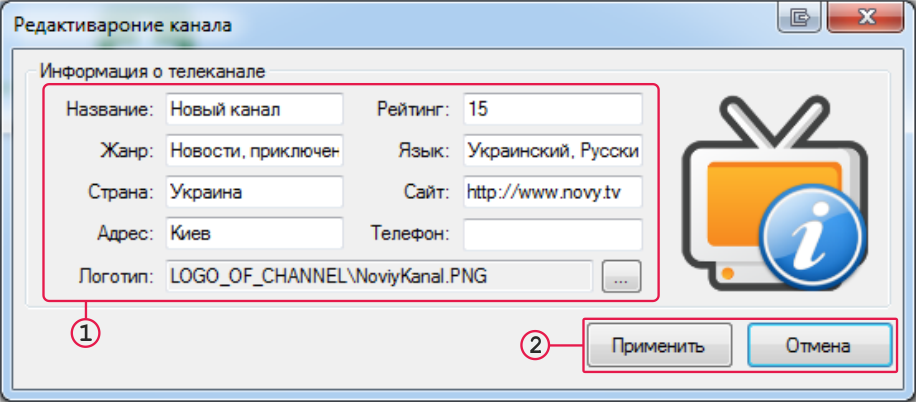 Редактивароние канала
Информация о телеканале
Название: Новый канал Рейтинг: 15
Жанр: Новости, приключен Язык: Украинский, Русски
Страна: Украина Сайт: http://www.novy.tv
Адрес: Киев Телефон:
Логотип: LOGO_OF_CHANNEL\NoviyKanal.PNG ...
1
2 Применить Отмена